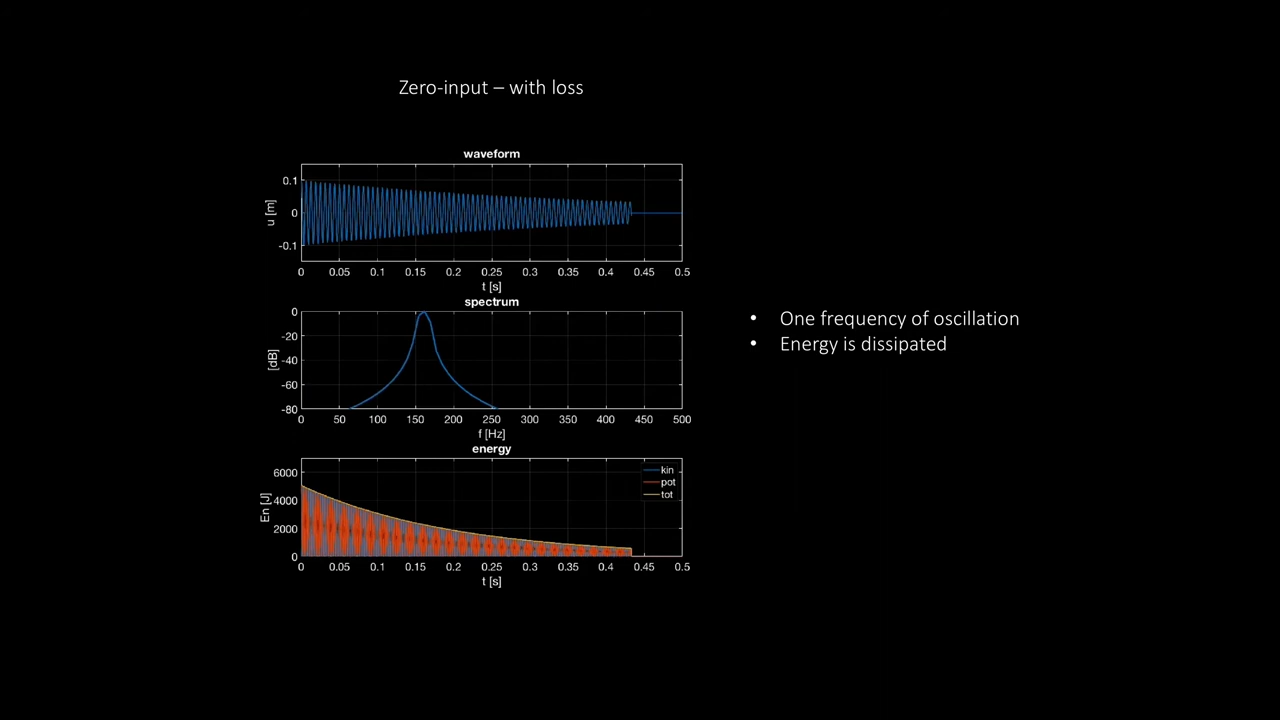 Zero-input – with loss
waveform
0.1
0
-0.1
u [m]
0 0.05 0.1 0.15 0.2 0.25 0.3 0.35 0.4 0.45 0.5
t [s]
spectrum
0
-20
-40
-60
-80
[dB]
0 50 100 150 200 250 300 350 400 450 500
f [Hz]
• One frequency of oscillation
• Energy is dissipated
energy
6000
4000
2000
0
En [J]
kin
pot
tot
0 0.05 0.1 0.15 0.2 0.25 0.3 0.35 0.4 0.45 0.5
t [s]